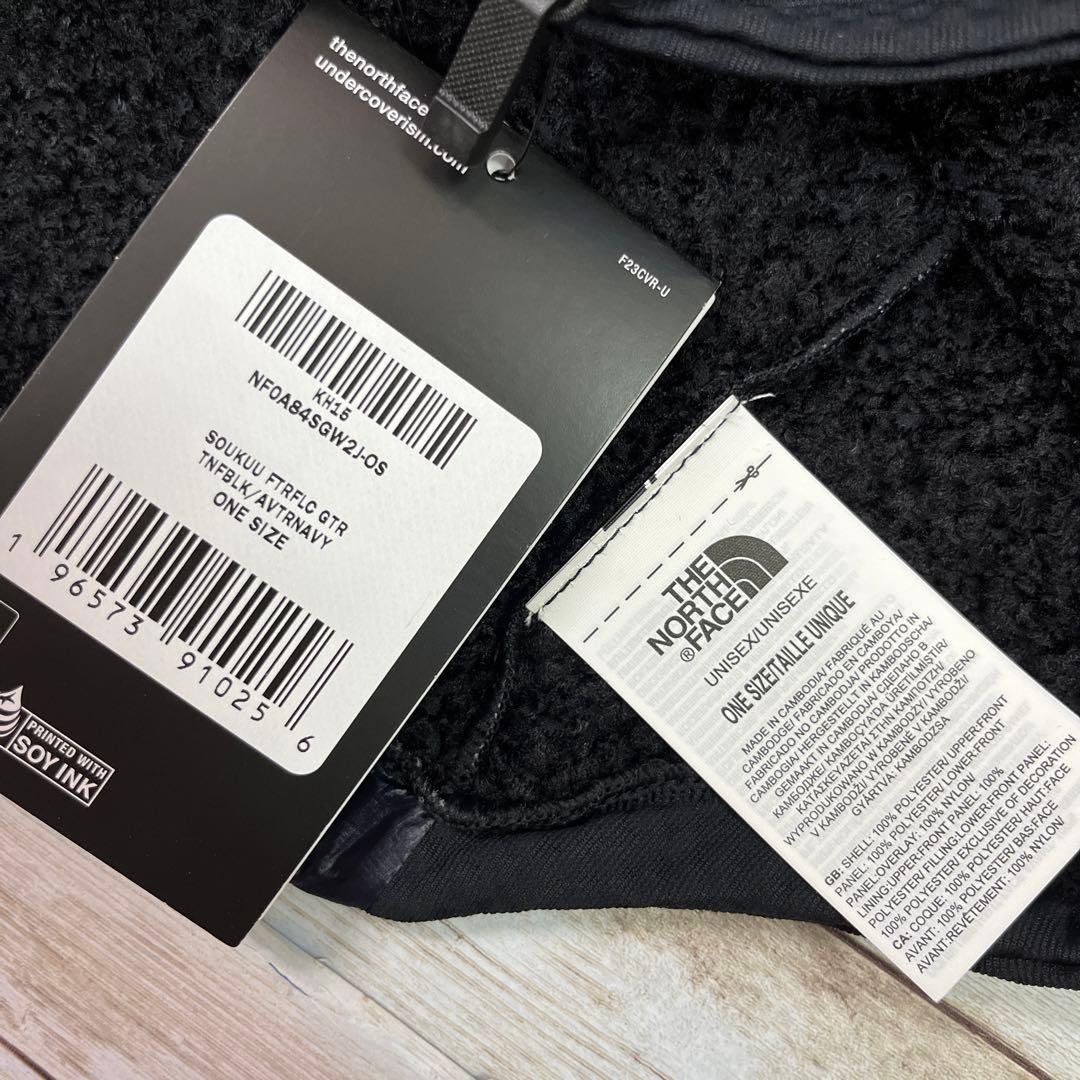 thenorthface
undercoverism.com
F23CVR-U
KH15
NF0A84SGW2J-OS
SOUKUU FTRFLC GTR
TNFBLK/AVTRNAVY
ONE SIZE
1 96573 91025 6
PRINTED WITH
SOY INK
THE
NORTH
FACE
®
UNISEX/UNISEXE
ONE SIZE/TAILLE UNIQUE
MADE IN CAMBODIA/ FABRIQUÉ AU
CAMBODGE/ FABRICADO EN CAMBOYA/
FABRICADO NO CAMBODJA/ PRODOTTO IN
CAMBOGIA/ HERGESTELLT IN KAMBODSCHA/
GEMAAKT IN CAMBODJA/ СДЕЛАНО В
КАМБОДЖЕ/ KAMBOÇYA'DA ÜRETİLMİŞTİR/
ΚΑΤΑΣΚΕΥΑΖΕΤΑΙ ΣΤΗΝ ΚΑΜΠΟΤΖΗ/
WYPRODUKOWANO W KAMBODŻY/ VYROBENO
V KAMBODŽI/ VYROBENÉ V KAMBODŽI/
GYÁRTVA: KAMBODZSA
GB: SHELL: 100% POLYESTER/ UPPER:FRONT
PANEL: 100% POLYESTER/ LOWER:FRONT
PANEL:OVERLAY: 100% NYLON/
LINING:UPPER:FRONT PANEL: 100%
POLYESTER/ FILLING:LOWER:FRONT PANEL:
100% POLYESTER/ EXCLUSIVE OF DECORATION
CA: COQUE: 100% POLYESTER/ HAUT:FACE
AVANT: 100% POLYESTER/ BAS:FACE
AVANT:REVÊTEMENT: 100% NYLON/